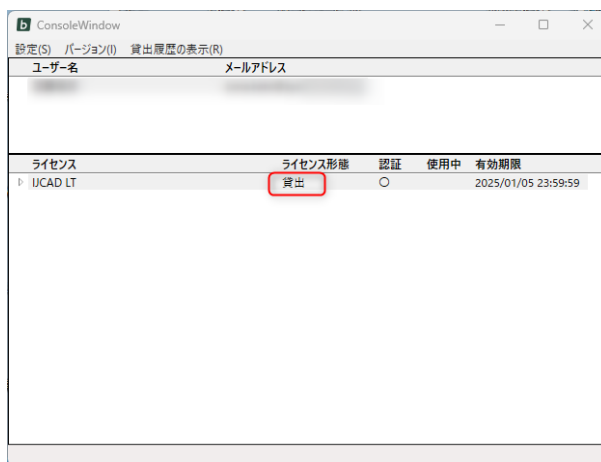 ConsoleWindow
設定(S) バージョン(I) 貸出履歴の表示(R)
ユーザー名 メールアドレス
ライセンス ライセンス形態 認証 使用中 有効期限
IJCAD LT 貸出 〇 2025/01/05 23:59:59